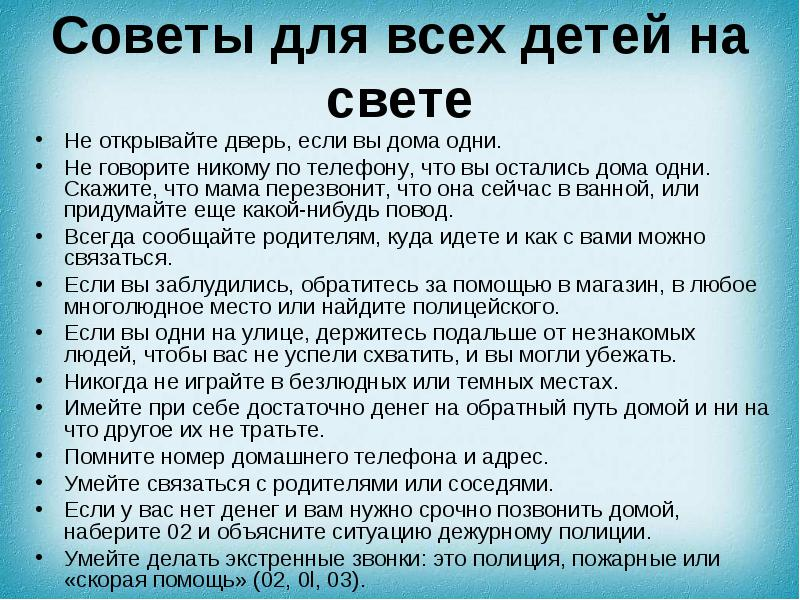 Советы для всех детей на
свете
• Не открывайте дверь, если вы дома одни.
• Не говорите никому по телефону, что вы остались дома одни.
Скажите, что мама перезвонит, что она сейчас в ванной, или
придумайте еще какой-нибудь повод.
• Всегда сообщайте родителям, куда идете и как с вами можно
связаться.
• Если вы заблудились, обратитесь за помощью в магазин, в любое
многолюдное место или найдите полицейского.
• Если вы одни на улице, держитесь подальше от незнакомых
людей, чтобы вас не успели схватить, и вы могли убежать.
• Никогда не играйте в безлюдных или темных местах.
• Имейте при себе достаточно денег на обратный путь домой и ни на
что другое их не тратьте.
• Помните номер домашнего телефона и адрес.
• Умейте связаться с родителями или соседями.
• Если у вас нет денег и вам нужно срочно позвонить домой,
наберите 02 и объясните ситуацию дежурному полиции.
• Умейте делать экстренные звонки: это полиция, пожарные или
«скорая помощь» (02, 0l, 03).